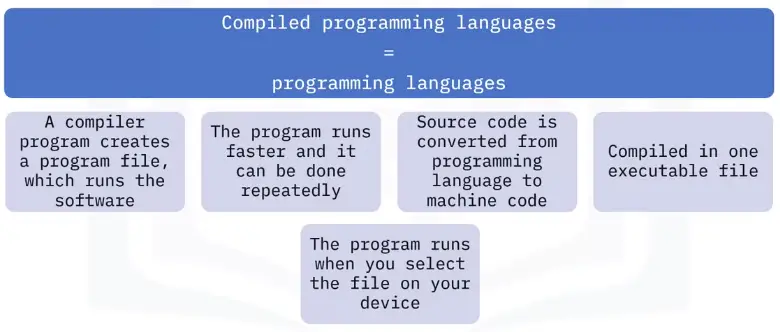 Compiled programming languages
=
programming languages
A compiler
program creates
a program file,
which runs the
software
The program runs
faster and it
can be done
repeatedly
Source code is
converted from
programming
language to
machine code
Compiled in one
executable file
The program runs
when you select
the file on your
device